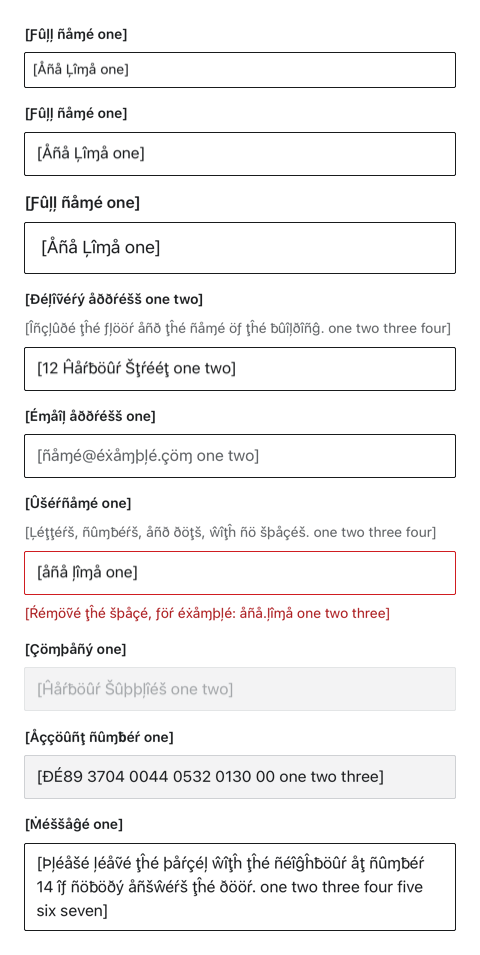 [Ƒûļļ ñåɱé one]
[Åñå Ļîɱå one]
[Ƒûļļ ñåɱé one]
[Åñå Ļîɱå one]
[Ƒûļļ ñåɱé one]
[Åñå Ļîɱå one]
[Ðéļîṽéŕý åððŕéšš one two]
[Îñçļûðé ţĥé ƒļööŕ åñð ţĥé ñåɱé öƒ ţĥé ƀûîļðîñĝ. one two three four]
[12 Ĥåŕƀöûŕ Šţŕééţ one two]
[Éɱåîļ åððŕéšš one]
[ñåɱé@éẋåɱþļé.çöɱ one two]
[Ûšéŕñåɱé one]
[Ļéţţéŕš, ñûɱƀéŕš, åñð ðöţš, ŵîţĥ ñö šþåçéš. one two three four]
[åñå ļîɱå one]
[Ŕéɱöṽé ţĥé šþåçé, ƒöŕ éẋåɱþļé: åñå.ļîɱå one two three]
[Çöɱþåñý one]
[Ĥåŕƀöûŕ Šûþþļîéš one two]
[Åççöûñţ ñûɱƀéŕ one]
[ÐÉ89 3704 0044 0532 0130 00 one two three]
[Ṁéššåĝé one]
[Þļéåšé ļéåṽé ţĥé þåŕçéļ ŵîţĥ ţĥé ñéîĝĥƀöûŕ åţ ñûɱƀéŕ
14 îƒ ñöƀöðý åñšŵéŕš ţĥé ðööŕ. one two three four five
six seven]